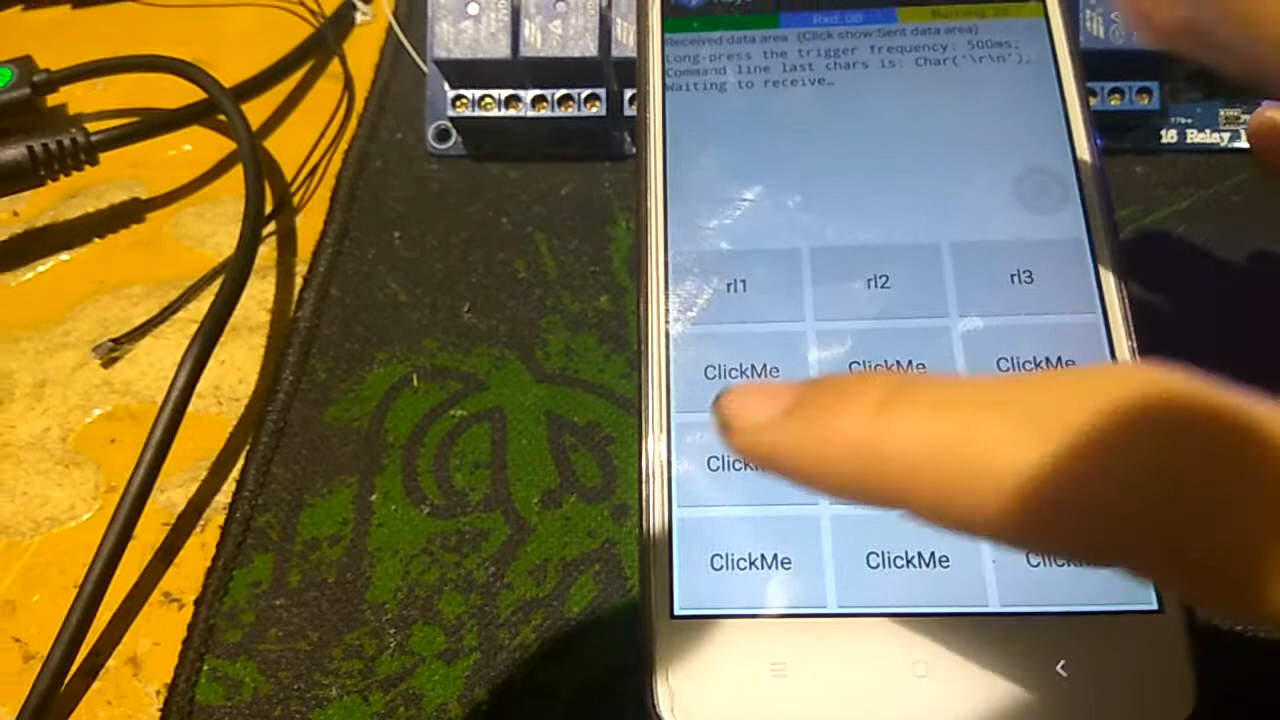 Rxd: 0B
Received data area (Click show:Sent data area)
Long-press the trigger frequency: 500ms;
Command line last chars is: Char('\r\n'),
Waiting to receive…
16 Relay
rl1 rl2 rl3
ClickMe ClickMe ClickMe
ClickMe ClickMe